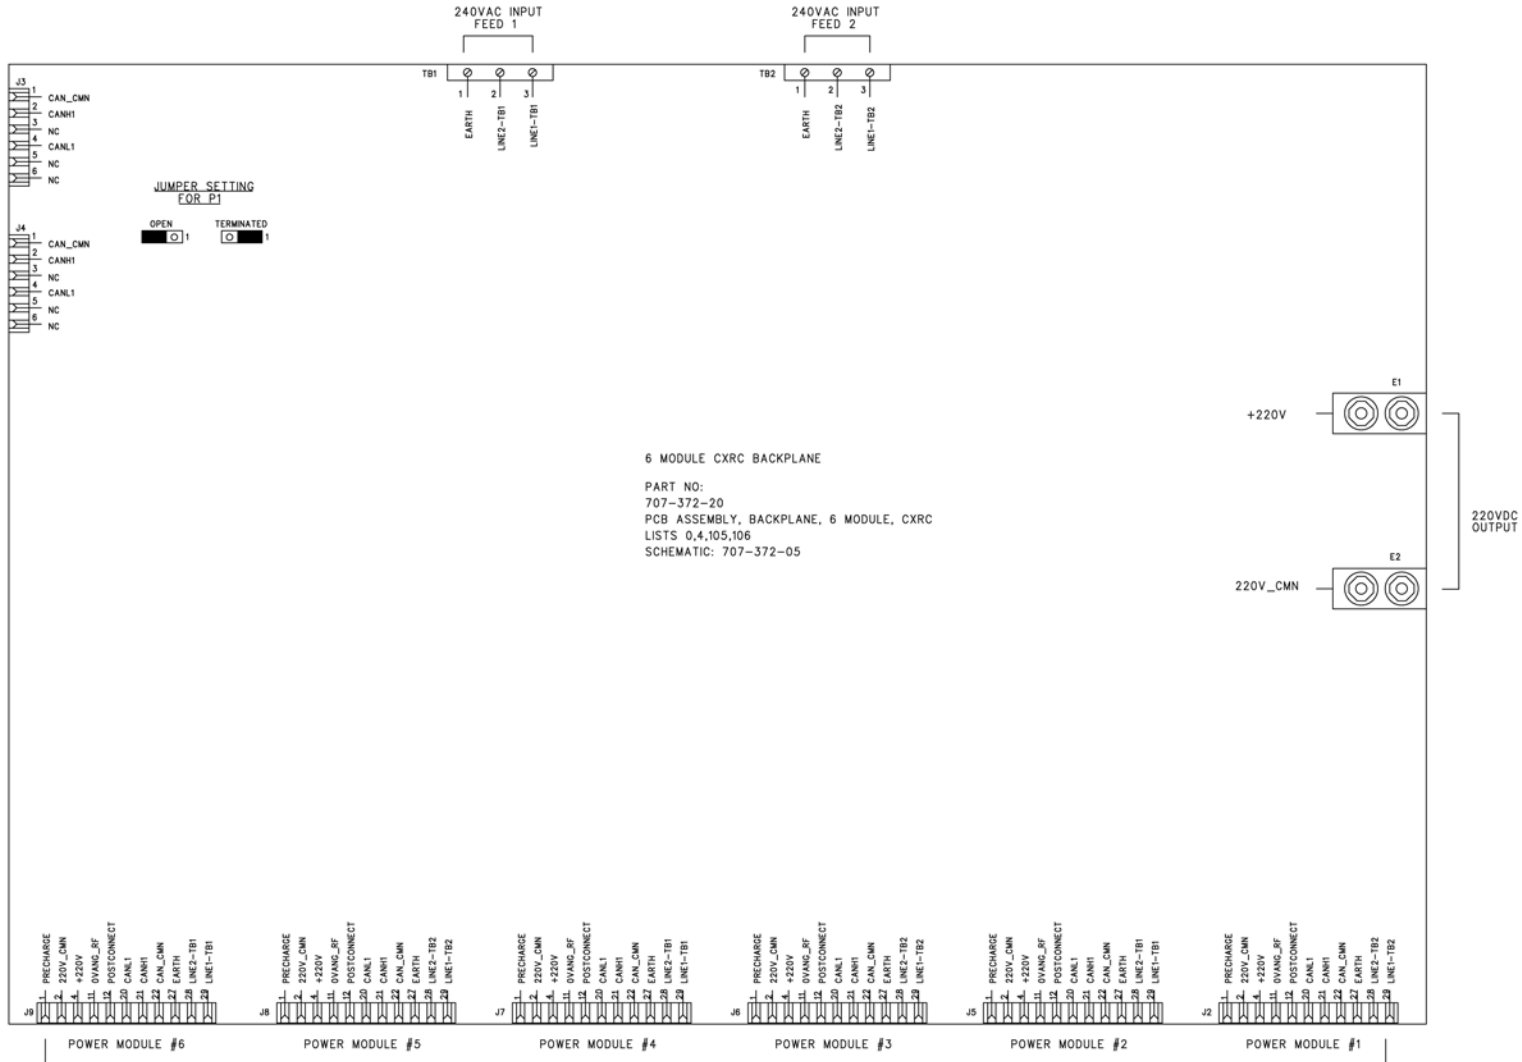 240VAC INPUT
FEED 1
240VAC INPUT
FEED 2
TB1
1
2
3
EARTH
LINE2-TB1
LINE1-TB1
TB2
1
2
3
EARTH
LINE2-TB2
LINE1-TB2
J3
1 CAN_CMN
2 CANH1
3 NC
4 CANL1
5 NC
6 NC
JUMPER SETTING
FOR P1
OPEN
1
TERMINATED
1
J4
1 CAN_CMN
2 CANH1
3 NC
4 CANL1
5 NC
6 NC
E1
+220V
6 MODULE CXRC BACKPLANE
PART NO:
707-372-20
PCB ASSEMBLY, BACKPLANE, 6 MODULE, CXRC
LISTS 0,4,105,106
SCHEMATIC: 707-372-05
220VDC
OUTPUT
E2
220V_CMN
J9
1 PRECHARGE
2 220V_CMN
4 +220V
11 OVANG_RF
12 POSTCONNECT
20 CANL1
21 CANH1
22 CAN_CMN
27 EARTH
28 LINE2-TB1
29 LINE1-TB1
POWER MODULE #6
J8
1 PRECHARGE
2 220V_CMN
4 +220V
11 OVANG_RF
12 POSTCONNECT
20 CANL1
21 CANH1
22 CAN_CMN
27 EARTH
28 LINE2-TB2
29 LINE1-TB2
POWER MODULE #5
J7
1 PRECHARGE
2 220V_CMN
4 +220V
11 OVANG_RF
12 POSTCONNECT
20 CANL1
21 CANH1
22 CAN_CMN
27 EARTH
28 LINE2-TB1
29 LINE1-TB1
POWER MODULE #4
J6
1 PRECHARGE
2 220V_CMN
4 +220V
11 OVANG_RF
12 POSTCONNECT
20 CANL1
21 CANH1
22 CAN_CMN
27 EARTH
28 LINE2-TB2
29 LINE1-TB2
POWER MODULE #3
J5
1 PRECHARGE
2 220V_CMN
4 +220V
11 OVANG_RF
12 POSTCONNECT
20 CANL1
21 CANH1
22 CAN_CMN
27 EARTH
28 LINE2-TB1
29 LINE1-TB1
POWER MODULE #2
J2
1 PRECHARGE
2 220V_CMN
4 +220V
11 OVANG_RF
12 POSTCONNECT
20 CANL1
21 CANH1
22 CAN_CMN
27 EARTH
28 LINE2-TB2
29 LINE1-TB2
POWER MODULE #1